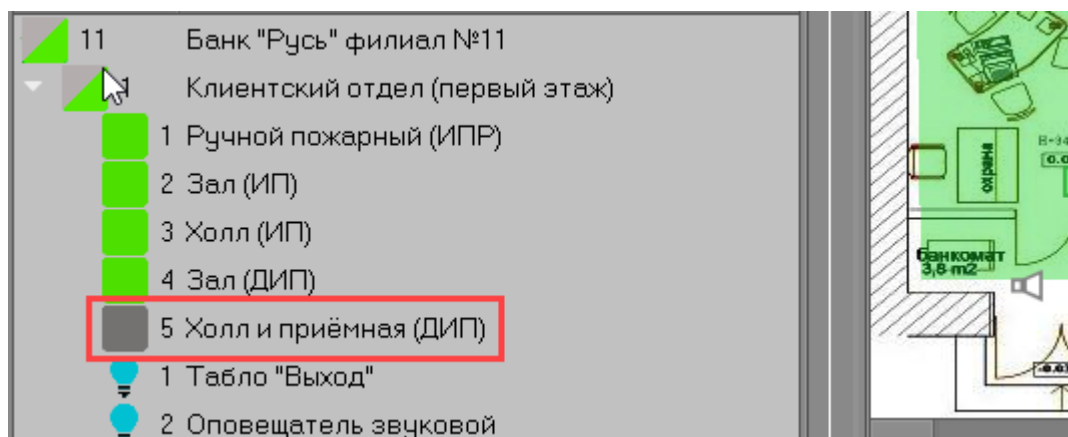 11 Банк "Русь" филиал №11
Клиентский отдел (первый этаж)
1 Ручной пожарный (ИПР)
2 Зал (ИП)
3 Холл (ИП)
4 Зал (ДИП)
5 Холл и приёмная (ДИП)
1 Табло "Выход"
2 Оповещатель звуковой
охрана
банкомат
3,8 m2